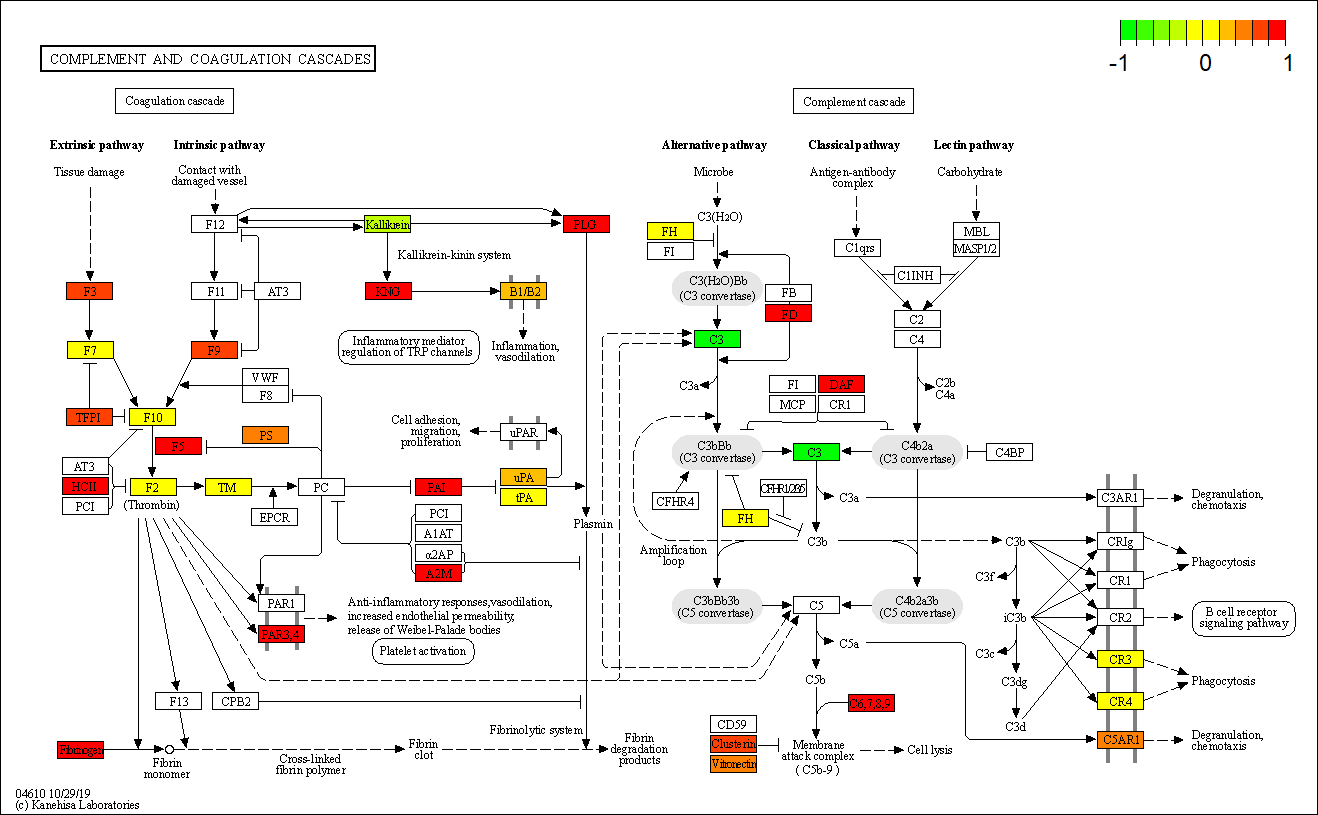 COMPLEMENT AND COAGULATION CASCADES
-1 0 1
Coagulation cascade
Complement cascade
Extrinsic pathway
Intrinsic pathway
Alternative pathway
Classical pathway
Lectin pathway
Tissue damage
Contact with
damaged vessel
Microbe
Antigen-antibody
complex
Carbohydrate
F12
Kallikrein
PLG
Kallikrein-kinin system
F3
F11
AT3
KNG
B1/B2
Inflammatory mediator
regulation of TRP channels
Inflammation,
vasodilation
F7
F9
VWF
F8
TFPI
F10
F5
PS
Cell adhesion,
migration,
proliferation
uPAR
AT3
HCII
PCI
F2
(Thrombin)
TM
PC
EPCR
PAI
uPA
tPA
PCI
A1AT
α2AP
A2M
Plasmin
PAR1
PAR3,4
Anti-inflammatory responses,vasodilation,
increased endothelial permeability,
release of Weibel-Palade bodies
Platelet activation
F13
CPB2
Fibrinogen
Fibrin
monomer
Cross-linked
fibrin polymer
Fibrin
clot
Fibrinolytic system
Fibrin
degradation
products
C3(H2O)
FH
FI
C3(H2O)Bb
(C3 convertase)
FB
FD
C3
C3a
C1qrs
MBL
MASP1/2
C1INH
C2
C4
C2b
C4a
FI
DAF
MCP
CR1
C3bBb
(C3 convertase)
C3
C4b2a
(C3 convertase)
C4BP
CFHR4
FH
C3a
C3b
Amplification
loop
C3bBb3b
(C5 convertase)
C5
C4b2a3b
(C5 convertase)
C5a
C5b
C6,7,8,9
CD59
Clusterin
Vitronectin
Membrane
attack complex
( C5b-9 )
Cell lysis
C3b
C3f
iC3b
C3c
C3dg
C3d
C3AR1
CRIg
CR1
CR2
CR3
CR4
C5AR1
Degranulation,
chemotaxis
Phagocytosis
B cell receptor
signaling pathway
Phagocytosis
Degranulation,
chemotaxis
04610 10/29/19
(c) Kanehisa Laboratories